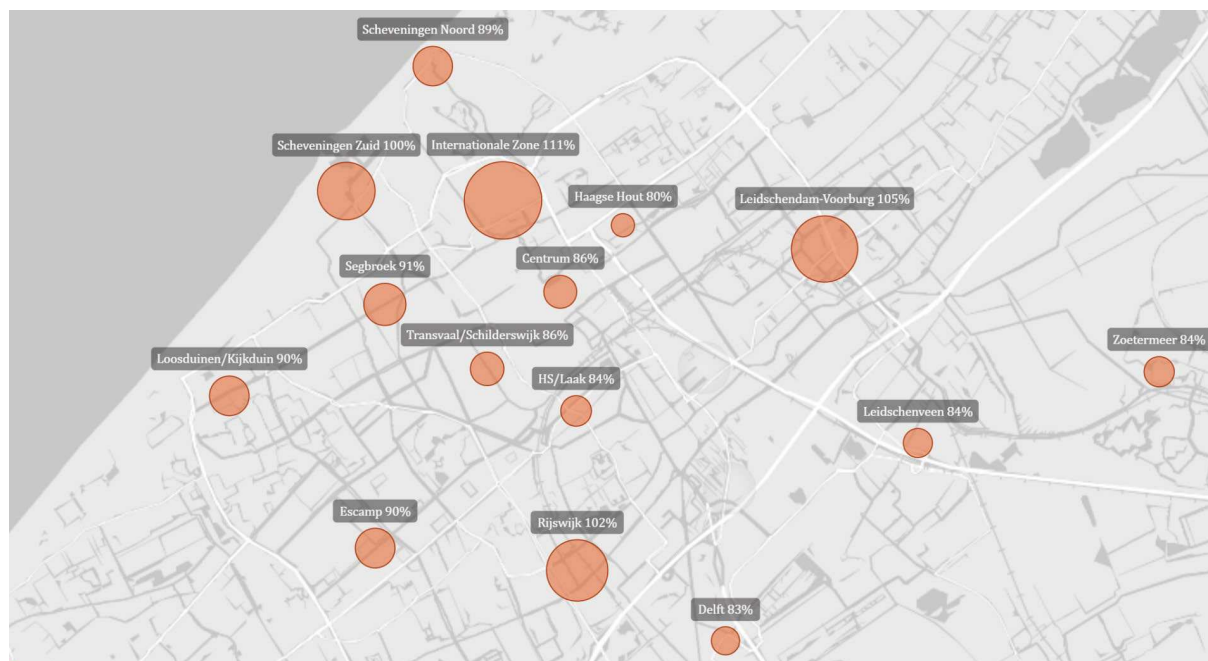 Scheveningen Noord 89%
Scheveningen Zuid 100%
Internationale Zone 111%
Haagse Hout 80%
Leidschendam-Voorburg 105%
Segbroek 91%
Centrum 86%
Transvaal/Schilderswijk 86%
Zoetermeer 84%
Loosduinen/Kijkduin 90%
HS/Laak 84%
Leidschenveen 84%
Escamp 90%
Rijswijk 102%
Delft 83%